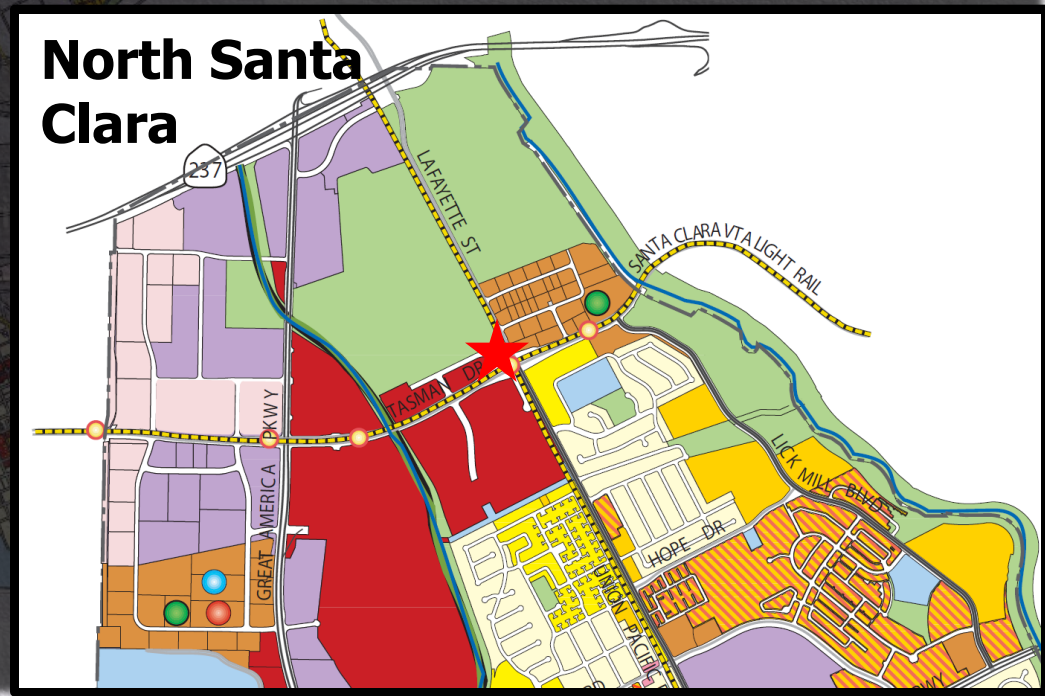 North Santa
Clara
237
LAFAYETTE ST
SANTA CLARA VTA LIGHT RAIL
TASMAN DR
GREAT AMERICA PKWY
LICK MILL BLVD
HOPE DR
UNION PACIFIC